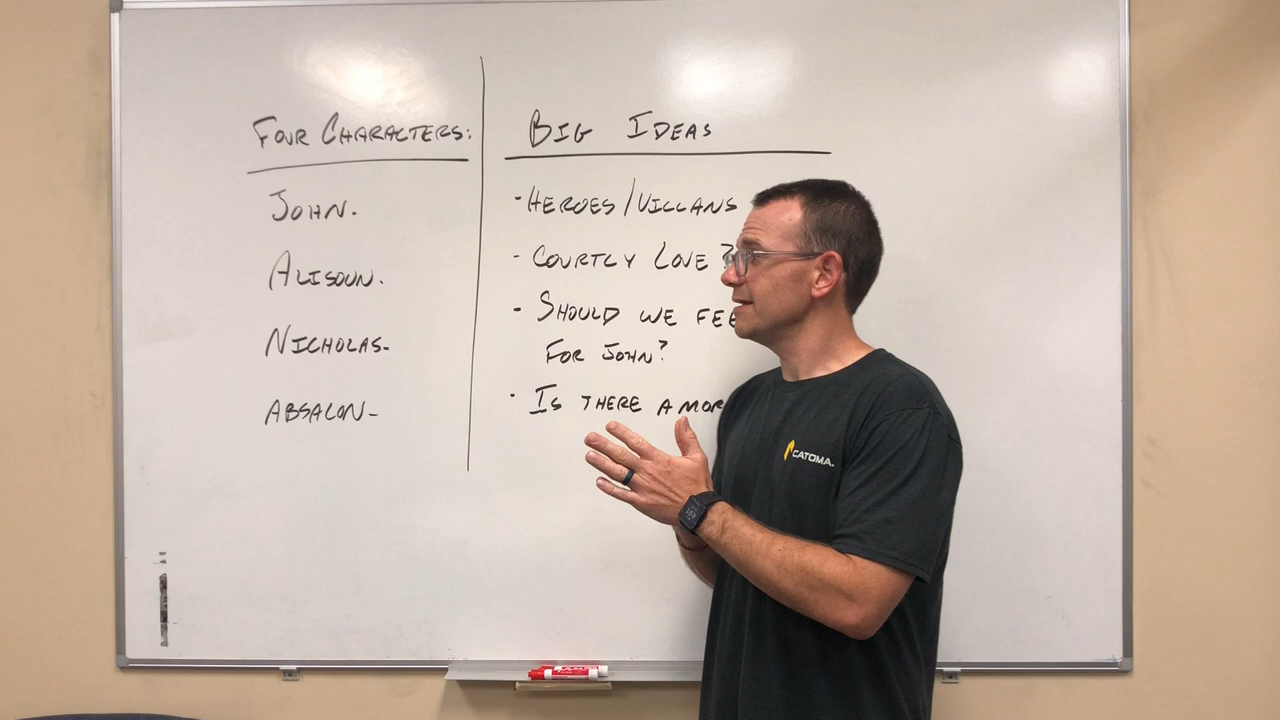 FOUR CHARACTERS:
JOHN.
ALISOUN.
NICHOLAS-
ABSALON-
BIG IDEAS
- HEROES/VILLANS
- COURTLY LOVE?
- SHOULD WE FEE
FOR JOHN?
- IS THERE A MOR
CATOMA.